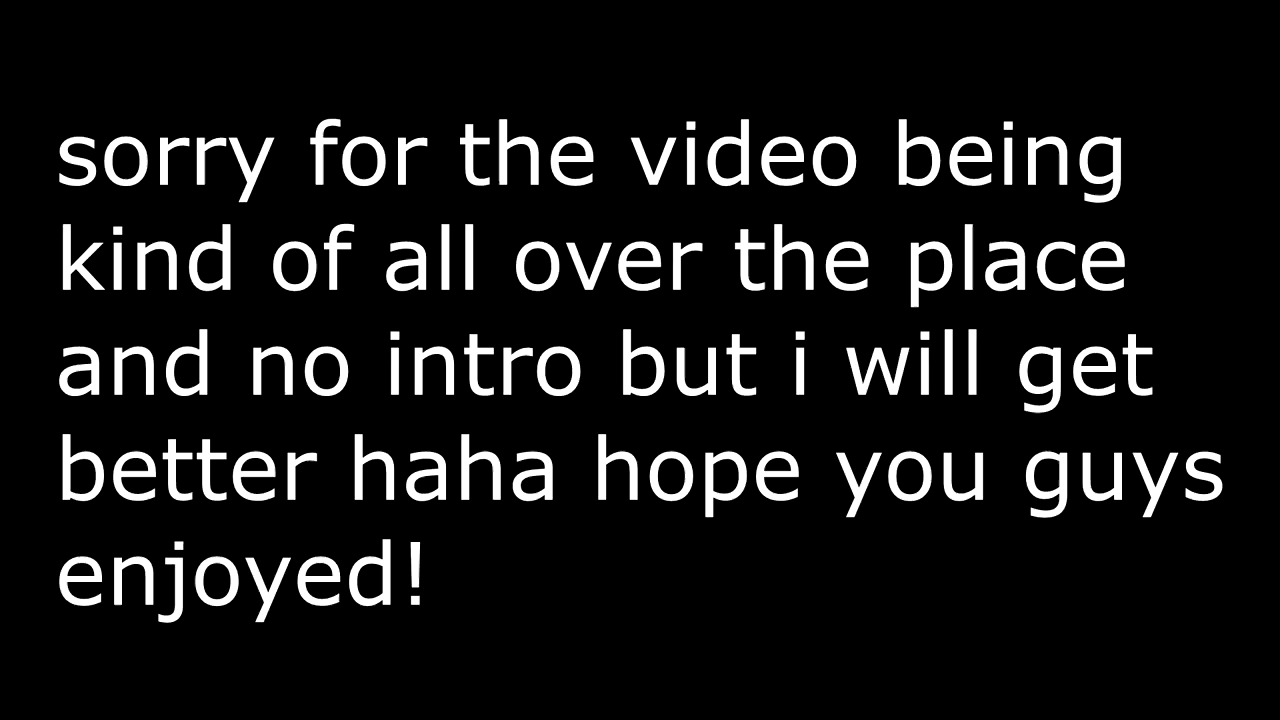 sorry for the video being
kind of all over the place
and no intro but i will get
better haha hope you guys
enjoyed!